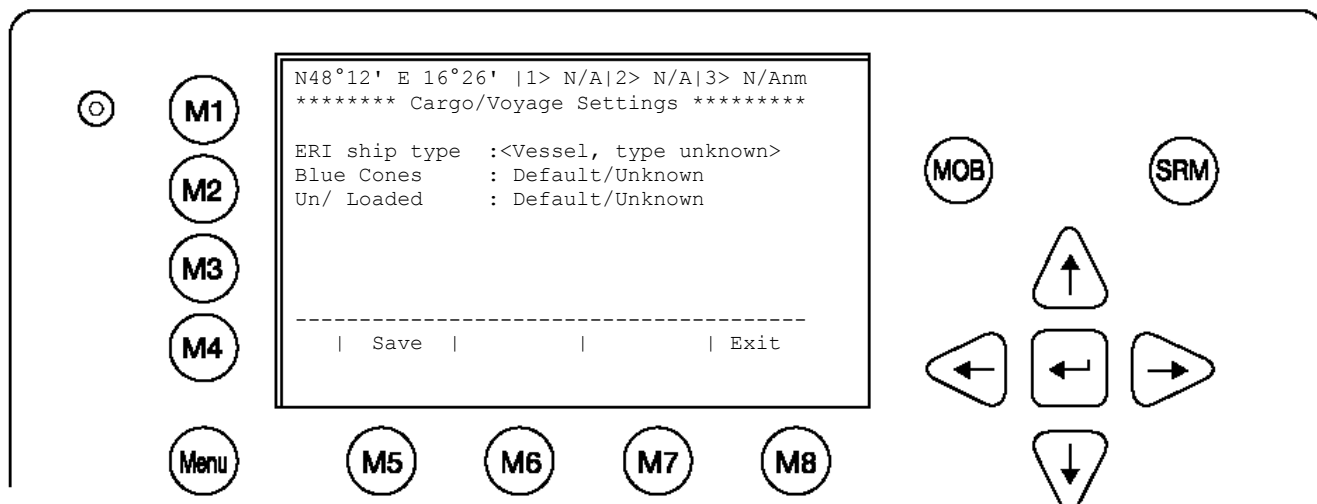 N48°12' E 16°26' |1> N/A|2> N/A|3> N/Anm
******** Cargo/Voyage Settings *********
ERI ship type  :<Vessel, type unknown>
Blue Cones     : Default/Unknown
Un/ Loaded     : Default/Unknown
----------------------------------------
| Save | | | Exit
M1
M2
M3
M4
MOB
SRM
Menu
M5
M6
M7
M8